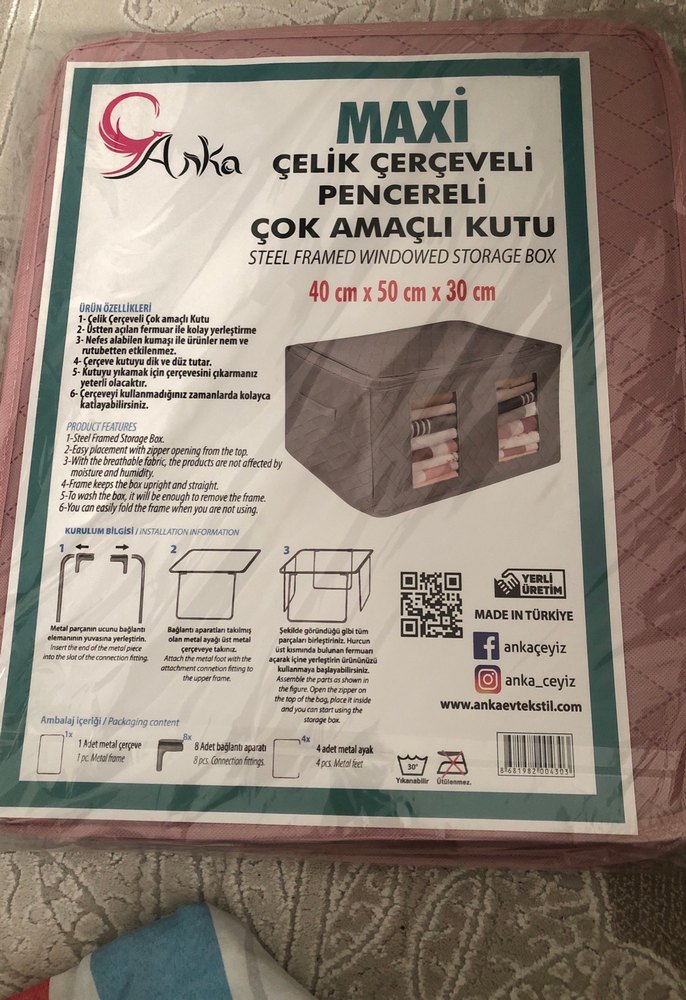 Anka
MAXİ
ÇELİK ÇERÇEVELİ
PENCERELİ
ÇOK AMAÇLI KUTU
STEEL FRAMED WINDOWED STORAGE BOX
40 cm x 50 cm x 30 cm
ÜRÜN ÖZELLİKLERİ
1- Çelik Çerçeveli Çok amaçlı Kutu
2- Üstten açılan fermuar ile kolay yerleştirme
3- Nefes alabilen kumaşı ile ürünler nem ve
rutubetten etkilenmez.
4- Çerçeve kutuyu dik ve düz tutar.
5- Kutuyu yıkamak için çerçevesini çıkarmanız
yeterli olacaktır.
6- Çerçeveyi kullanmadığınız zamanlarda kolayca
katlayabilirsiniz.
PRODUCT FEATURES
1-Steel Framed Storage Box.
2-Easy placement with zipper opening from the top.
3-With the breathable fabric, the products are not affected by
moisture and humidity.
4-Frame keeps the box upright and straight.
5-To wash the box, it will be enough to remove the frame.
6-You can easily fold the frame when you are not using.
KURULUM BİLGİSİ / INSTALLATION INFORMATION
1
2
3
Metal parçanın ucunu bağlantı
elemanının yuvasına yerleştirin.
Insert the end of the metal piece
into the slot of the connection fitting.
Bağlantı aparatları takılmış
olan metal ayağı üst metal
çerçeveye takınız.
Attach the metal foot with the
attachment connetion fitting to
the upper frame.
Şekilde göründüğü gibi tüm
parçaları birleştiriniz. Hurcun
üst kısmında bulunan fermuarı
açarak içine yerleştirin ürününüzü
kullanmaya başlayabilirsiniz.
Assemble the parts as shown in
the figure. Open the zipper on
the top of the bag, place it inside
and you can start using the
storage box.
YERLİ
ÜRETİM
MADE IN TÜRKİYE
ankaçeyiz
anka_ceyiz
www.ankaevtekstil.com
Ambalaj içeriği / Packaging content
1x
1 Adet metal çerçeve
1 pc. Metal frame
8x
8 Adet bağlantı aparatı
8 pcs. Connection fittings.
4x
4 adet metal ayak
4 pcs. Metal feet
30°
Yıkanabilir
Ütülenmez.
8 681982 004303